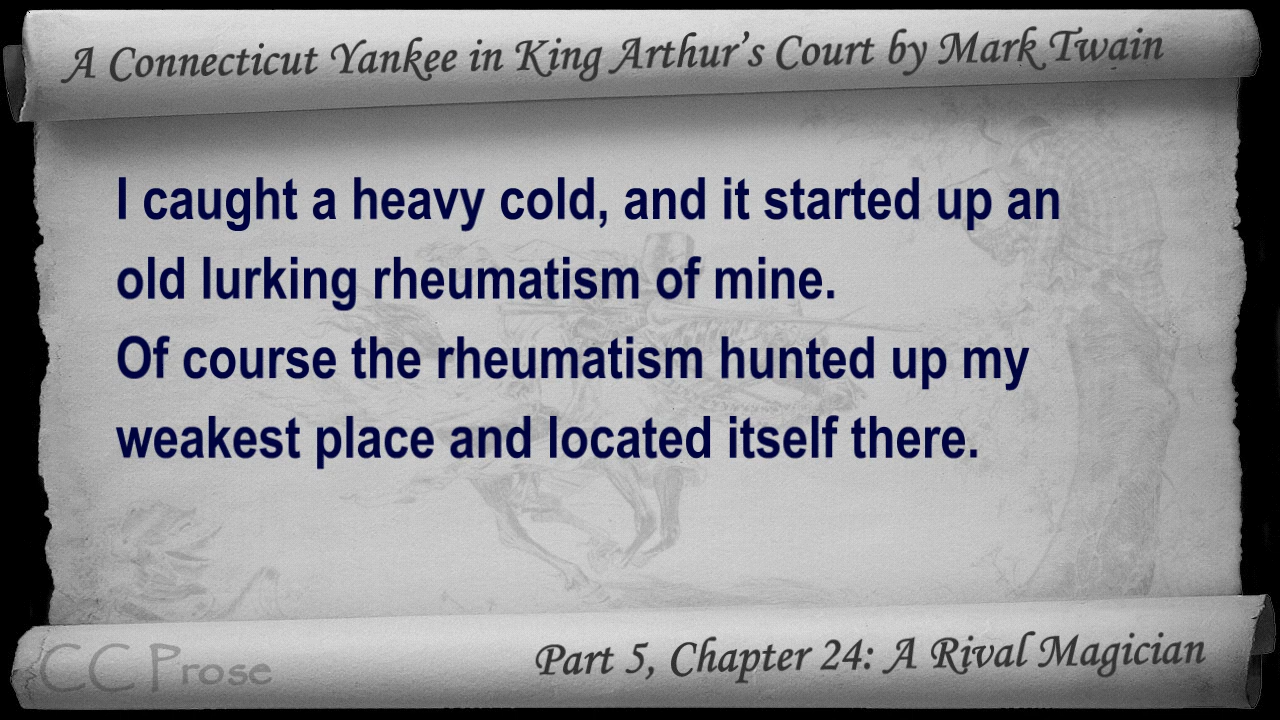 A Connecticut Yankee in King Arthur's Court by Mark Twain
I caught a heavy cold, and it started up an
old lurking rheumatism of mine.
Of course the rheumatism hunted up my
weakest place and located itself there.
CC Prose
Part 5, Chapter 24: A Rival Magician